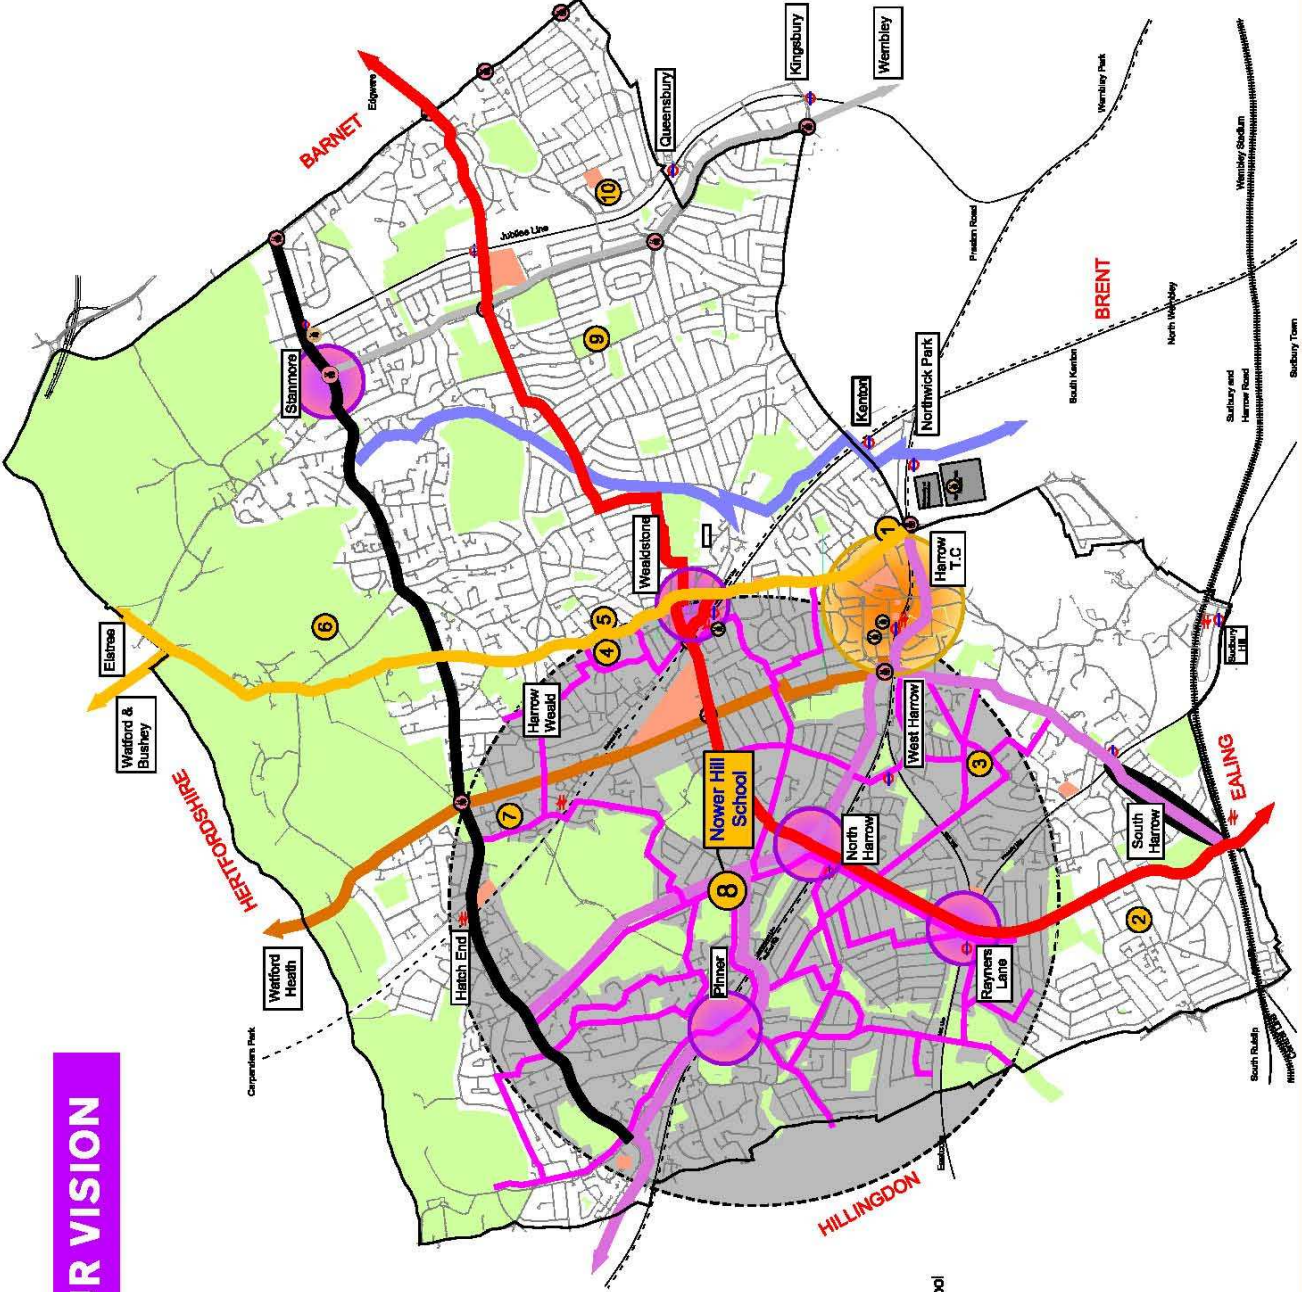 R VISION
BARNET
Edgware
Queensbury
Kingsbury
Wembley
10
Jubilee Line
Wembley Park
Wembley Stadium
Preston Road
BRENT
North Wembley
Stanmore
9
Northwick Park
South Kenton
Sudbury and
Harrow Road
Sudbury Town
Kenton
Elstree
6
5
4
Wealdstone
1
Harrow
T.C
Sudbury
Hill
Watford &
Bushey
Harrow
Weald
HERTFORDSHIRE
7
Nower Hill
School
West Harrow
3
EALING
South
Harrow
North
Harrow
8
2
Watford
Heath
Hatch End
Pinner
Rayners
Lane
Carpenders Park
South Ruislip
Eastcote
HILLINGDON
ool